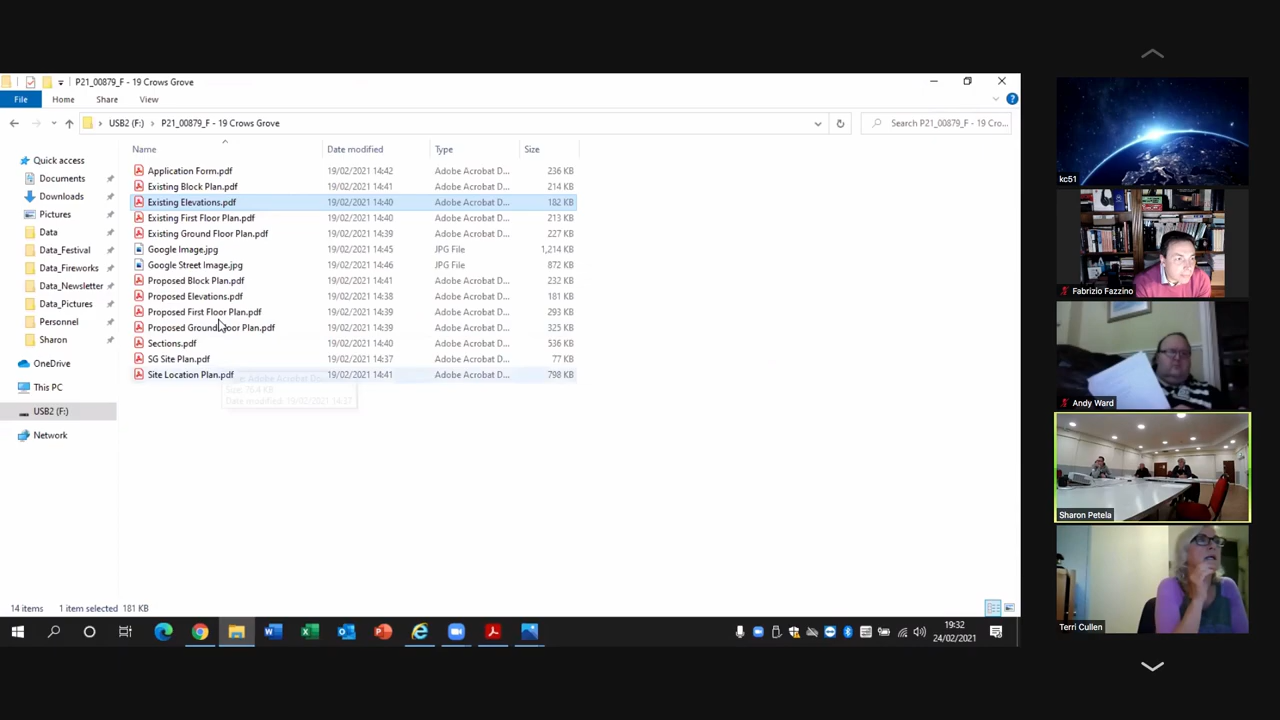 P21_00879_F - 19 Crows Grove
File Home Share View
USB2 (F:) P21_00879_F - 19 Crows Grove
Search P21_00879_F - 19 Cro...
Quick access
Documents
Downloads
Pictures
Data
Data_Festival
Data_Fireworks
Data_Newsletter
Data_Pictures
Personnel
Sharon
OneDrive
This PC
USB2 (F:)
Network
Name Date modified Type Size
Application Form.pdf 19/02/2021 14:42 Adobe Acrobat D... 236 KB
Existing Block Plan.pdf 19/02/2021 14:41 Adobe Acrobat D... 214 KB
Existing Elevations.pdf 19/02/2021 14:40 Adobe Acrobat D... 182 KB
Existing First Floor Plan.pdf 19/02/2021 14:40 Adobe Acrobat D... 213 KB
Existing Ground Floor Plan.pdf 19/02/2021 14:39 Adobe Acrobat D... 225 KB
Google Image.jpg 19/02/2021 14:45 JPG File 1,214 KB
Google Street Image.jpg 19/02/2021 14:46 JPG File 872 KB
Proposed Block Plan.pdf 19/02/2021 14:41 Adobe Acrobat D... 232 KB
Proposed Elevations.pdf 19/02/2021 14:38 Adobe Acrobat D... 181 KB
Proposed First Floor Plan.pdf 19/02/2021 14:39 Adobe Acrobat D... 293 KB
Proposed Ground Floor Plan.pdf 19/02/2021 14:39 Adobe Acrobat D... 325 KB
Sections.pdf 19/02/2021 14:40 Adobe Acrobat D... 536 KB
SG Site Plan.pdf 19/02/2021 14:37 Adobe Acrobat D... 77 KB
Site Location Plan.pdf 19/02/2021 14:41 Adobe Acrobat D... 798 KB
Size: 76.4 KB
Date modified: 19/02/2021 14:37
14 items 1 item selected 181 KB
19:32
24/02/2021
kc51
Fabrizio Fazzino
Andy Ward
Sharon Petela
Terri Cullen